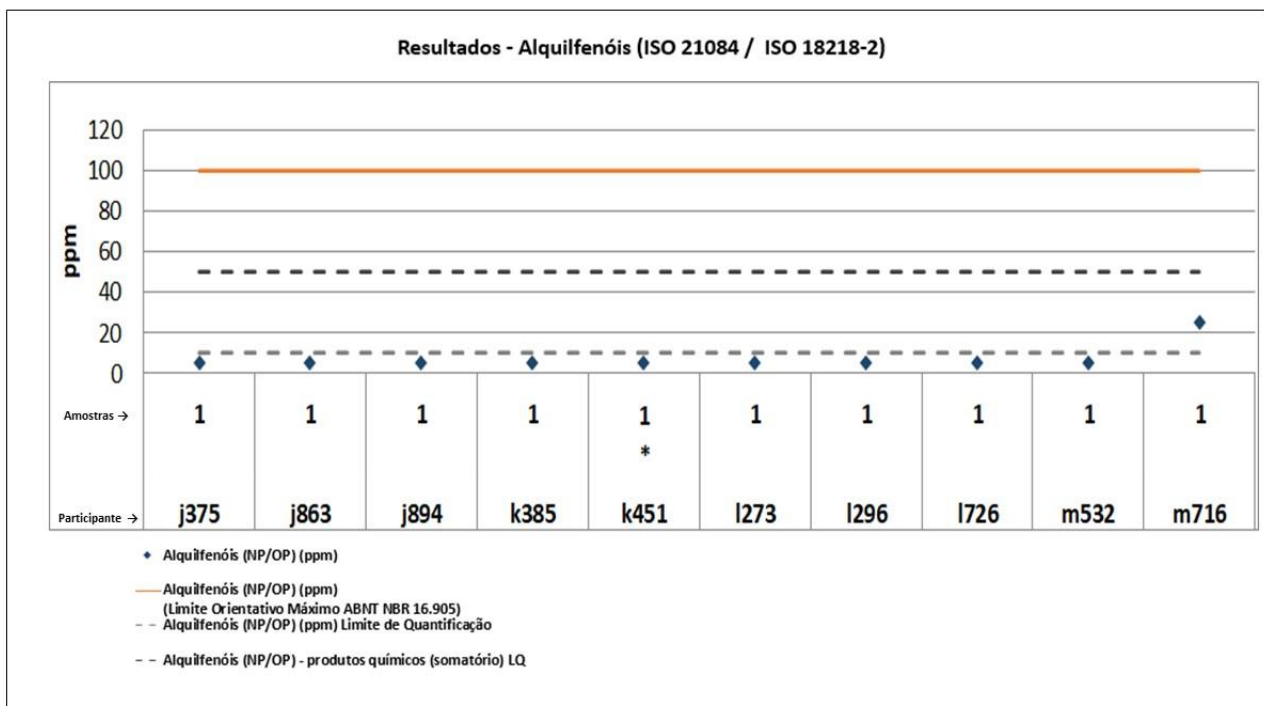 Resultados - Alquilfenóis (ISO 21084 / ISO 18218-2)
120
100
80
60
40
20
0
ppm
Amostras → 1 1 1 1 1 1 1 1 1 1
*
Participante → j375 j863 j894 k385 k451 l273 l296 l726 m532 m716
Alquilfenóis (NP/OP) (ppm)
Alquilfenóis (NP/OP) (ppm)
(Limite Orientativo Máximo ABNT NBR 16.905)
Alquilfenóis (NP/OP) (ppm) Limite de Quantificação
Alquilfenóis (NP/OP) - produtos químicos (somatório) LQ